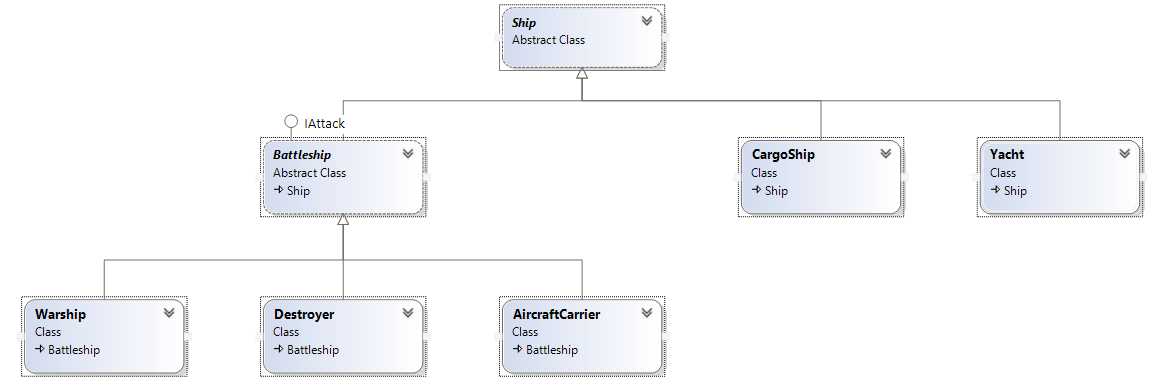 Ship
Abstract Class
IAttack
Battleship
Abstract Class
Ship
CargoShip
Class
Ship
Yacht
Class
Ship
Warship
Class
Battleship
Destroyer
Class
Battleship
AircraftCarrier
Class
Battleship